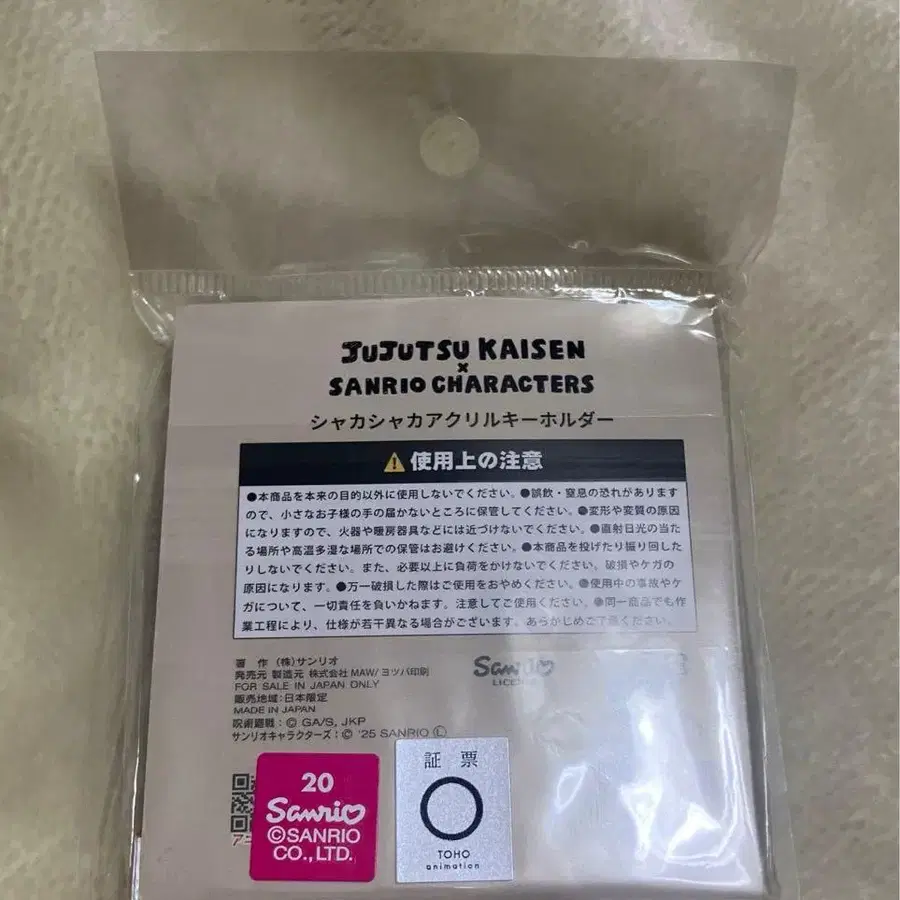 JUJUTSU KAISEN
×
SANRIO CHARACTERS
シャカシャカアクリルキーホルダー
⚠使用上の注意
●本商品を本来の目的以外に使用しないでください。●誤飲・窒息の恐れがあります
ので、小さなお子様の手の届かないところに保管してください。●変形や変質の原因
になりますので、火器や暖房器具などには近づけないでください。●直射日光の当た
る場所や高温多湿な場所での保管はお避けください。●本商品を投げたり振り回した
りしないでください。また、必要以上に負荷をかけないでください。破損やケガの
原因になります。●万一破損した際はご使用をおやめください。●使用中の事故やケ
ガについて、一切責任を負いかねます。注意してご使用ください。●同一商品でも作
業工程により、仕様が若干異なる場合がございます。あらかじめご了承ください。
著 作 (株)サンリオ
発売元 製造元 株式会社 MAW/ヨツバ印刷
FOR SALE IN JAPAN ONLY
販売地域:日本限定
MADE IN JAPAN
呪術廻戦:© GA/S, JKP
サンリオキャラクターズ:© '25 SANRIO Ⓛ
Sanrio
20
Sanrio
©SANRIO
CO.,LTD.
証 票
TOHO
animation